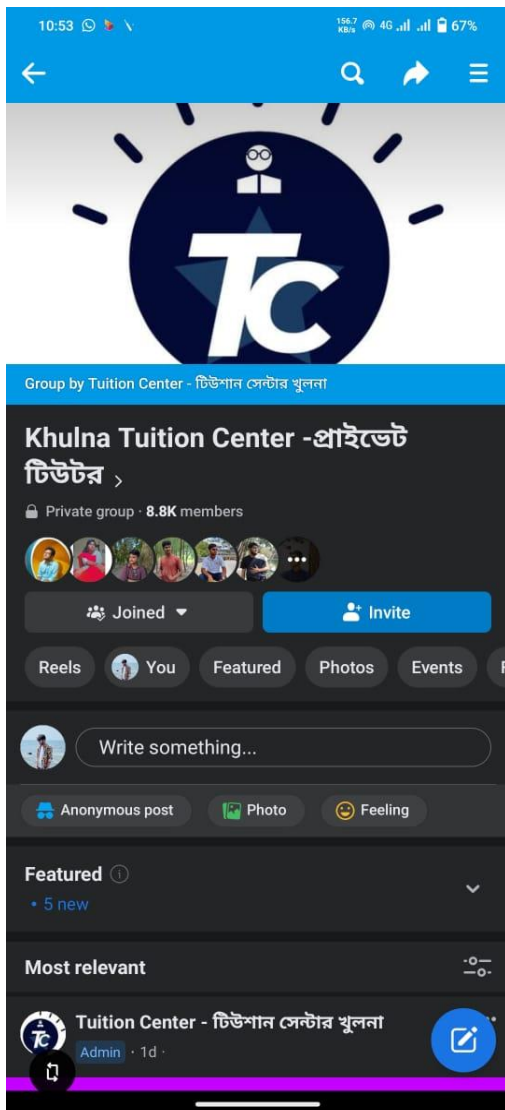 10:53
156.7 KB/s 4G 67%
TC
Group by Tuition Center - টিউশান সেন্টার খুলনা
Khulna Tuition Center -প্রাইভেট
টিউটর >
Private group · 8.8K members
Joined
Invite
Reels You Featured Photos Events
Write something...
Anonymous post Photo Feeling
Featured
• 5 new
Most relevant
TC
Tuition Center - টিউশান সেন্টার খুলনা
Admin · 1d ·